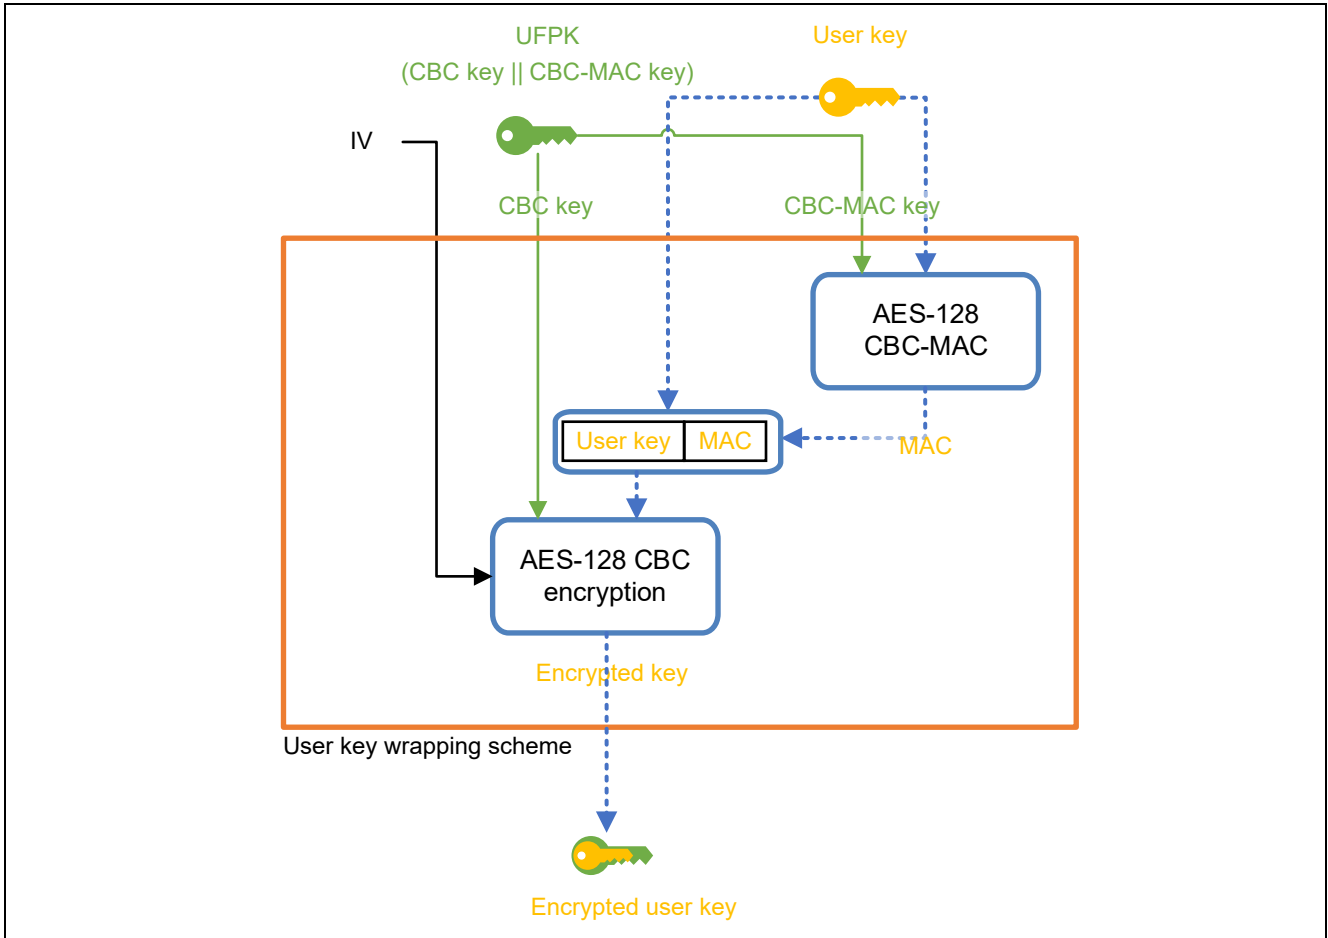 UFPK
(CBC key || CBC-MAC key)
User key
IV
CBC key
CBC-MAC key
AES-128
CBC-MAC
User key
MAC
MAC
AES-128 CBC
encryption
Encrypted key
User key wrapping scheme
Encrypted user key